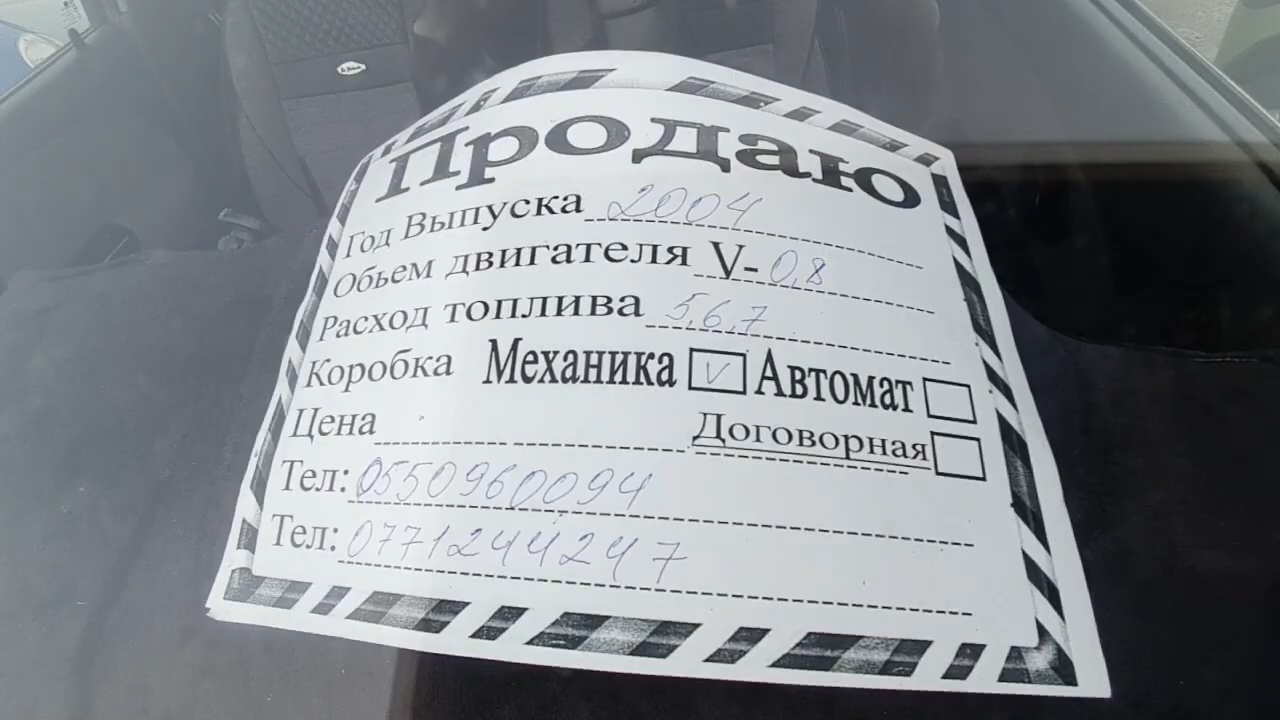 Продаю
Год Выпуска 2004
Обьем двигателя V-0,8
Расход топлива 5,6,7
Коробка Механика V Автомат
Цена Договорная
Тел: 0550960094
Тел: 0771244247